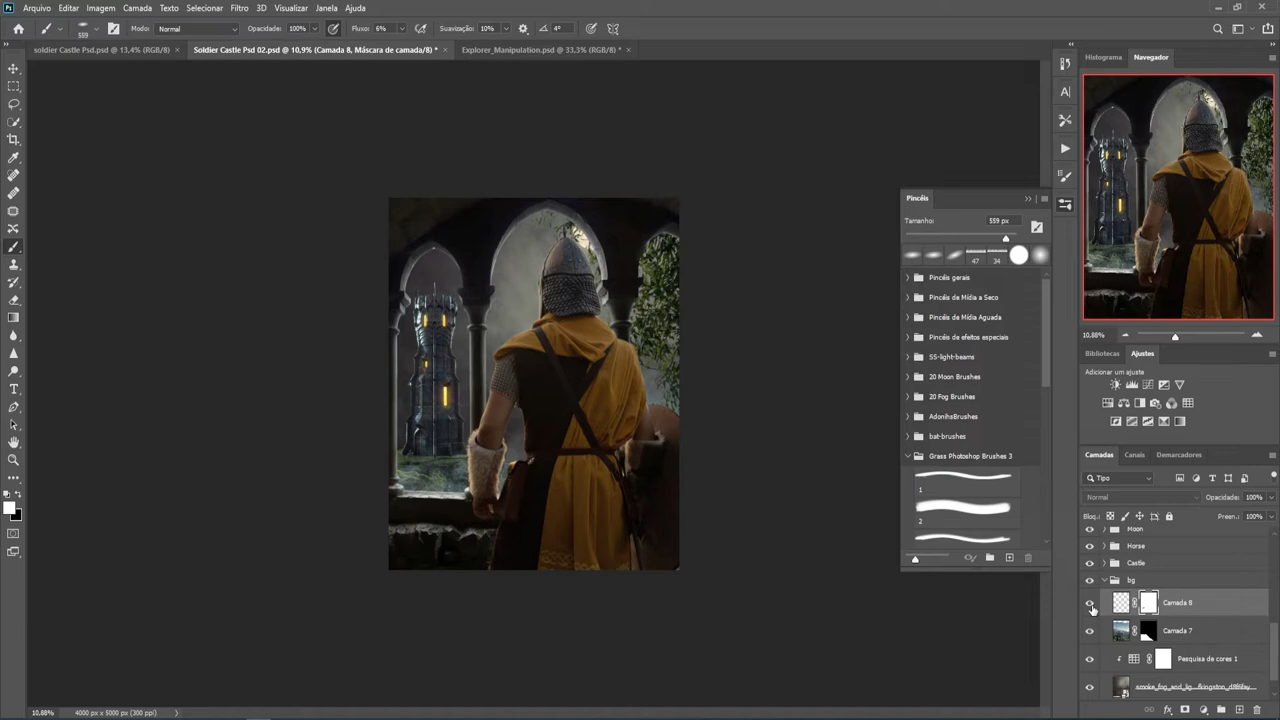 Arquivo Editar Imagem Camada Texto Selecionar Filtro 3D Visualizar Janela Ajuda
559 Modo: Normal Opacidade: 100% Fluxo: 6% Suavização: 10% 4°
soldier Castle Psd.psd @ 13,4% (RGB/8) × Soldier Castle Psd 02.psd @ 10,9% (Camada 8, Máscara de camada/8) * × Explorer_Manipulation.psd @ 33,3% (RGB/8) * ×
Histograma Navegador
Pincéis
Tamanho: 559 px
47 34
Pincéis gerais
Pincéis de Mídia a Seco
Pincéis de Mídia Aguada
Pincéis de efeitos especiais
SS-light-beams
20 Moon Brushes
20 Fog Brushes
AdonihsBrushes
bat-brushes
Grass Photoshop Brushes 3
1
2
10,88%
Bibliotecas Ajustes
Adicionar um ajuste
Camadas Canais Demarcadores
Tipo
Normal Opacidade: 100%
Bloq.: Preen.: 100%
Moon
Horse
Castle
bg
Camada 8
Camada 7
Pesquisa de cores 1
10,88% 4000 px x 5000 px (300 ppi)